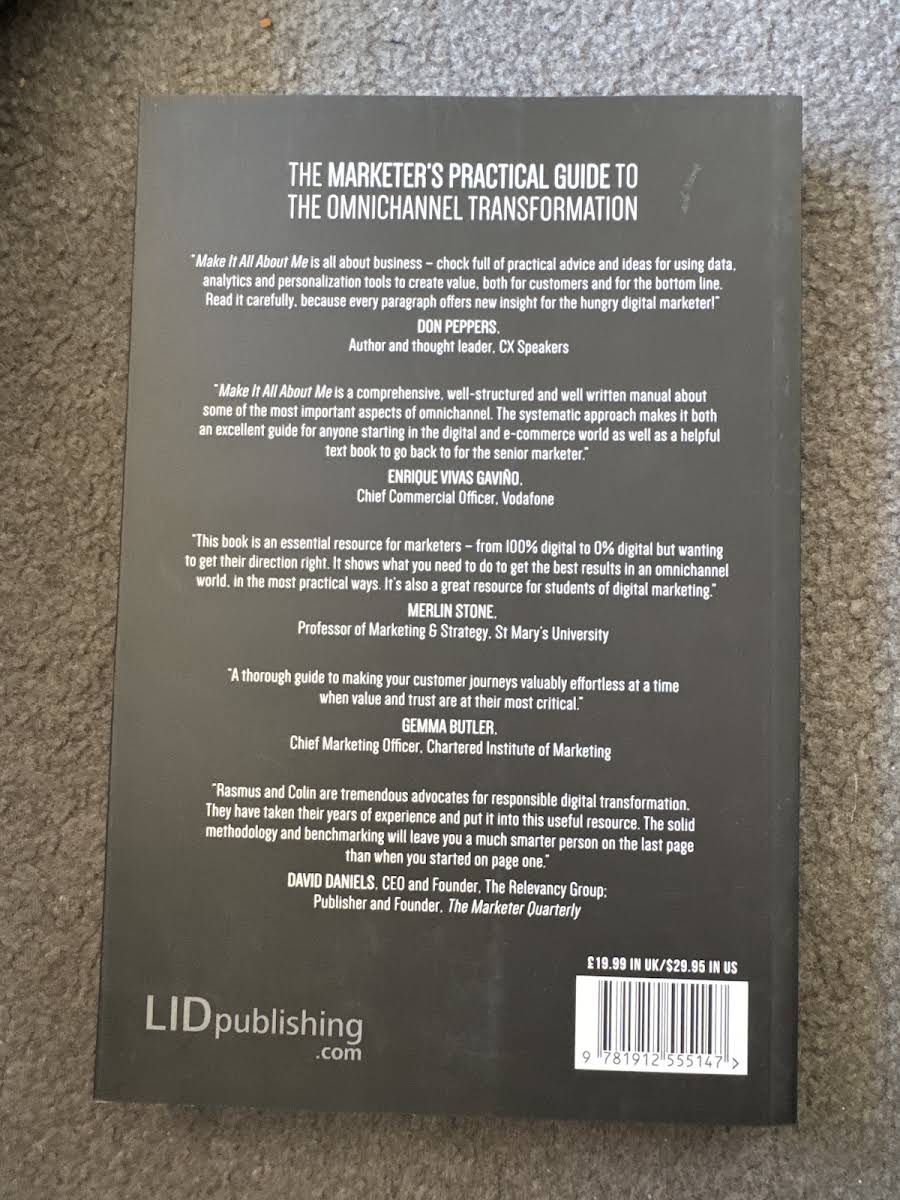 THE MARKETER'S PRACTICAL GUIDE TO
THE OMNICHANNEL TRANSFORMATION
"Make It All About Me is all about business – chock full of practical advice and ideas for using data,
analytics and personalization tools to create value, both for customers and for the bottom line.
Read it carefully, because every paragraph offers new insight for the hungry digital marketer!"
DON PEPPERS,
Author and thought leader, CX Speakers
"Make It All About Me is a comprehensive, well-structured and well written manual about
some of the most important aspects of omnichannel. The systematic approach makes it both
an excellent guide for anyone starting in the digital and e-commerce world as well as a helpful
text book to go back to for the senior marketer."
ENRIQUE VIVAS GAVIÑO,
Chief Commercial Officer, Vodafone
"This book is an essential resource for marketers – from 100% digital to 0% digital but wanting
to get their direction right. It shows what you need to do to get the best results in an omnichannel
world, in the most practical ways. It's also a great resource for students of digital marketing."
MERLIN STONE,
Professor of Marketing & Strategy, St Mary's University
"A thorough guide to making your customer journeys valuably effortless at a time
when value and trust are at their most critical."
GEMMA BUTLER,
Chief Marketing Officer, Chartered Institute of Marketing
"Rasmus and Colin are tremendous advocates for responsible digital transformation.
They have taken their years of experience and put it into this useful resource. The solid
methodology and benchmarking will leave you a much smarter person on the last page
than when you started on page one."
DAVID DANIELS, CEO and Founder, The Relevancy Group;
Publisher and Founder, The Marketer Quarterly
£19.99 IN UK/$29.95 IN US
LIDpublishing
.com
9 781912 555147 >